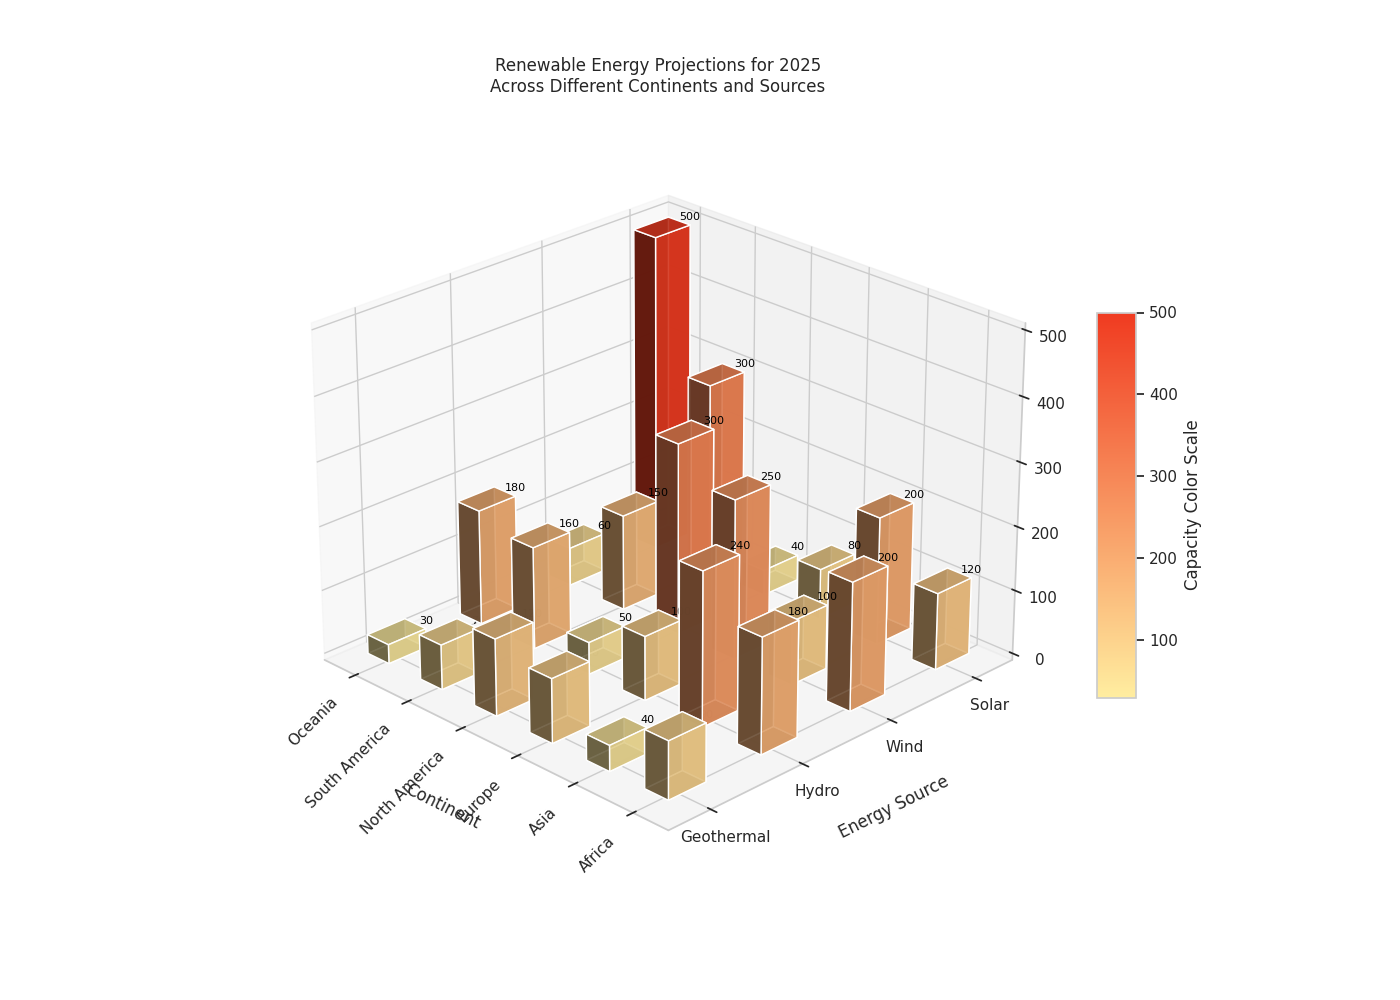 Renewable Energy Projections for 2025
Across Different Continents and Sources
500
300
300
180
150
250
200
160
60
40
80
240
200
120
30
50
100
180
40
500
400
300
200
100
0
500
400
300
200
100
Capacity Color Scale
Oceania
South America
North America
Europe
Asia
Africa
Continent
Geothermal
Hydro
Wind
Solar
Energy Source